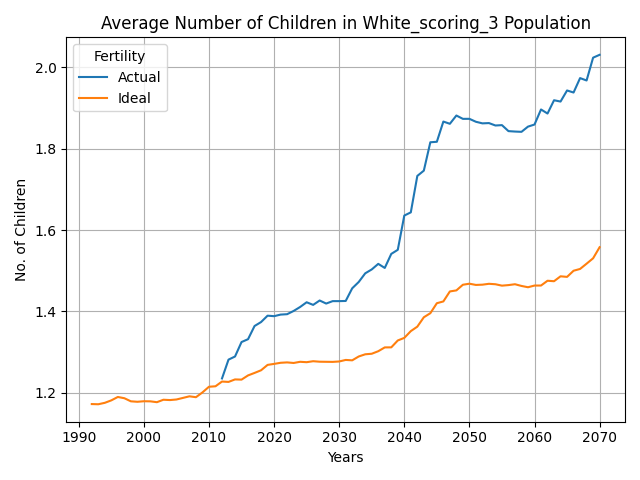 Average Number of Children in White_scoring_3 Population
Fertility
Actual
Ideal
No. of Children
2.0
1.8
1.6
1.4
1.2
1990 2000 2010 2020 2030 2040 2050 2060 2070
Years